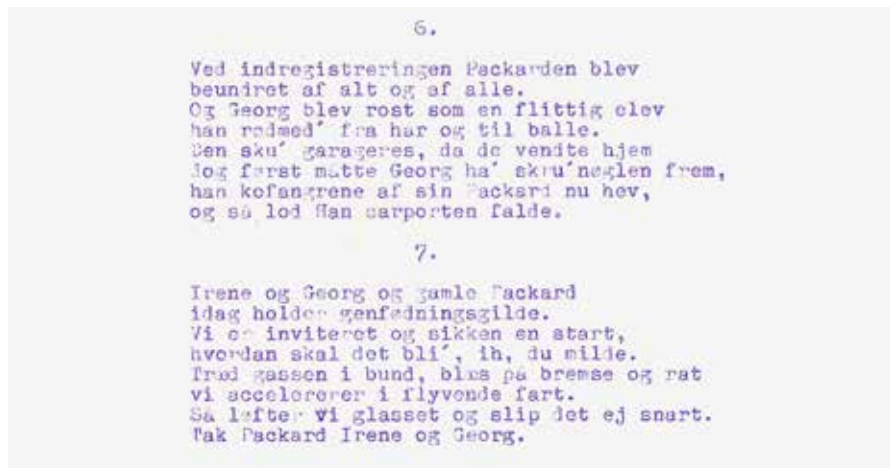 6.
Ved indregistreringen Packarden blev
beundret af alt og af alle.
Og Georg blev rost som en flittig elev
han rødmed´ fra hår og til balle.
Den sku´ garageres, da de vendte hjem
dog først måtte Georg ha´ skru´nøglen frem,
han kofangrene af sin Packard nu hev,
og så lod Han carporten falde.
7.
Irene og Georg og gamle Packard
idag holder genfødningsgilde.
Vi er inviteret og sikken en start,
hvordan skal det bli´, ih, du milde.
Træd gassen i bund, blæs på bremse og rat
vi accelererer i flyvende fart.
Så løfter vi glasset og slip det ej snart.
Tak Packard Irene og Georg.